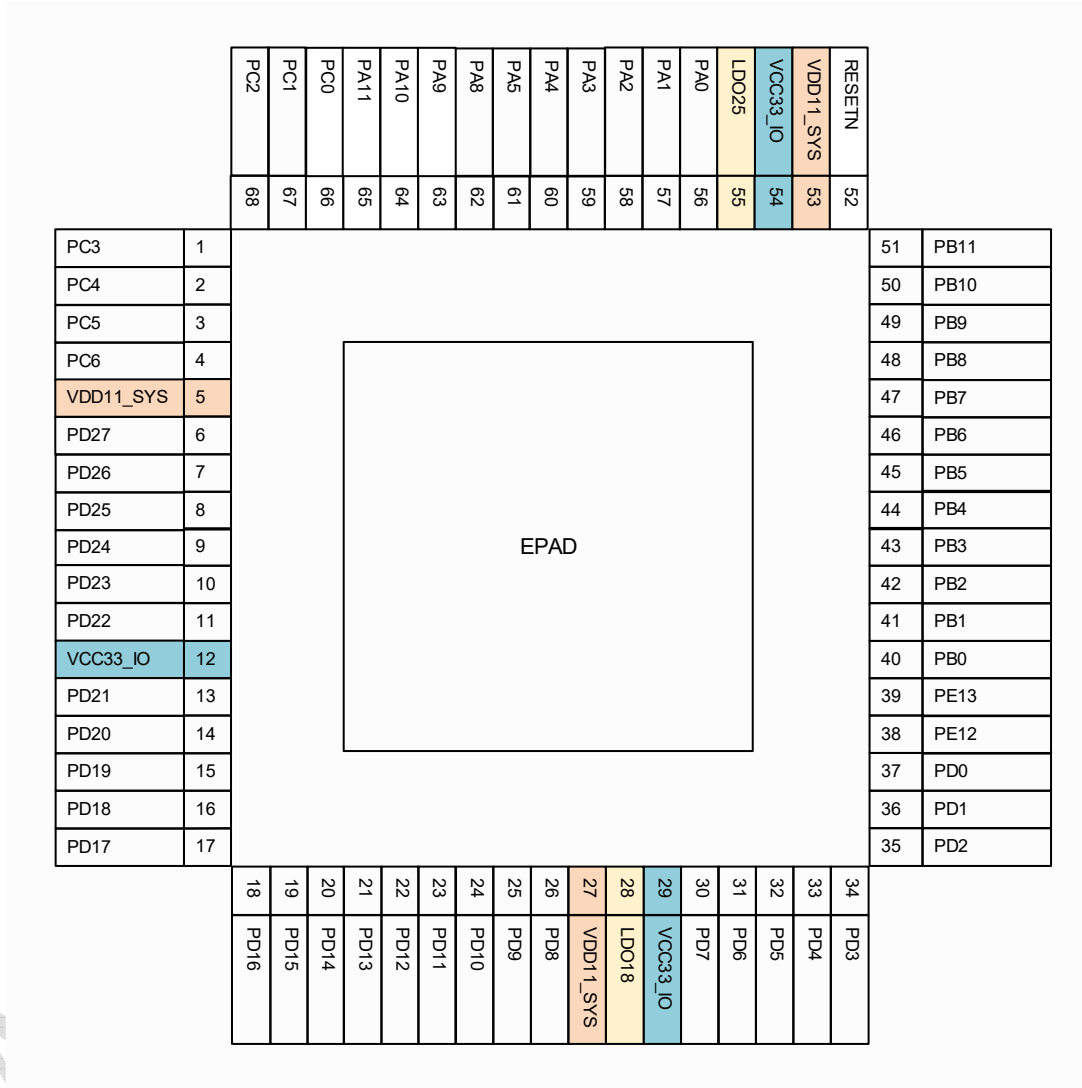 PC2 PC1 PC0 PA11 PA10 PA9 PA8 PA5 PA4 PA3 PA2 PA1 PA0 LDO25 VCC33_IO VDD11_SYS RESETN
68 67 66 65 64 63 62 61 60 59 58 57 56 55 54 53 52
PC3 1 51 PB11
PC4 2 50 PB10
PC5 3 49 PB9
PC6 4 48 PB8
VDD11_SYS 5 47 PB7
PD27 6 46 PB6
PD26 7 45 PB5
PD25 8 44 PB4
PD24 9 EPAD 43 PB3
PD23 10 42 PB2
PD22 11 41 PB1
VCC33_IO 12 40 PB0
PD21 13 39 PE13
PD20 14 38 PE12
PD19 15 37 PD0
PD18 16 36 PD1
PD17 17 35 PD2
18 19 20 21 22 23 24 25 26 27 28 29 30 31 32 33 34
PD16 PD15 PD14 PD13 PD12 PD11 PD10 PD9 PD8 VDD11_SYS LDO18 VCC33_IO PD7 PD6 PD5 PD4 PD3